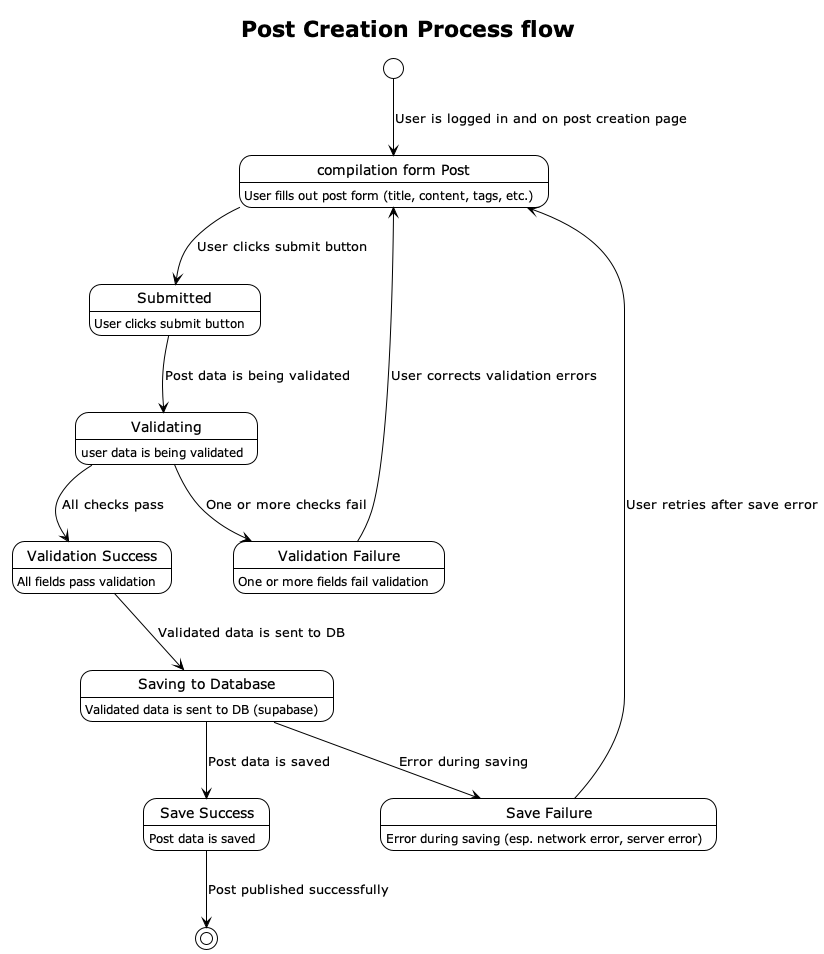 Post Creation Process flow
User is logged in and on post creation page
compilation form Post
User fills out post form (title, content, tags, etc.)
User clicks submit button
Submitted
User clicks submit button
Post data is being validated
User corrects validation errors
Validating
user data is being validated
All checks pass
One or more checks fail
User retries after save error
Validation Success
All fields pass validation
Validation Failure
One or more fields fail validation
Validated data is sent to DB
Saving to Database
Validated data is sent to DB (supabase)
Post data is saved
Error during saving
Save Success
Post data is saved
Save Failure
Error during saving (esp. network error, server error)
Post published successfully